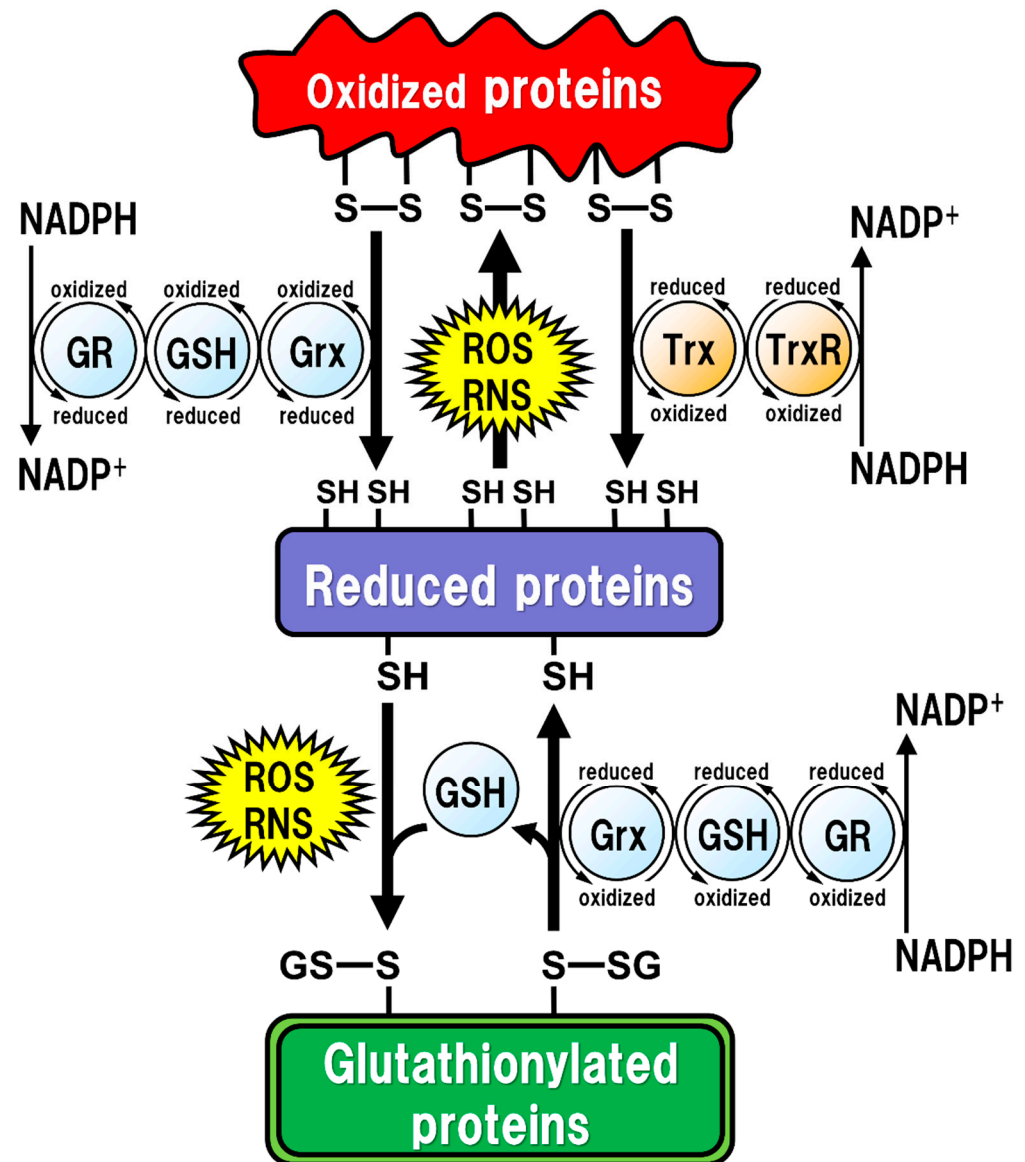 Oxidized proteins
S—S S—S S—S
NADPH
NADP+
oxidized oxidized oxidized
GR GSH Grx
reduced reduced reduced
NADP+
ROS
RNS
reduced reduced
Trx TrxR
oxidized oxidized
NADPH
SH SH SH SH SH SH
Reduced proteins
SH SH
ROS
RNS
GSH
NADP+
reduced reduced reduced
Grx GSH GR
oxidized oxidized oxidized
NADPH
GS—S S—SG
Glutathionylated
proteins